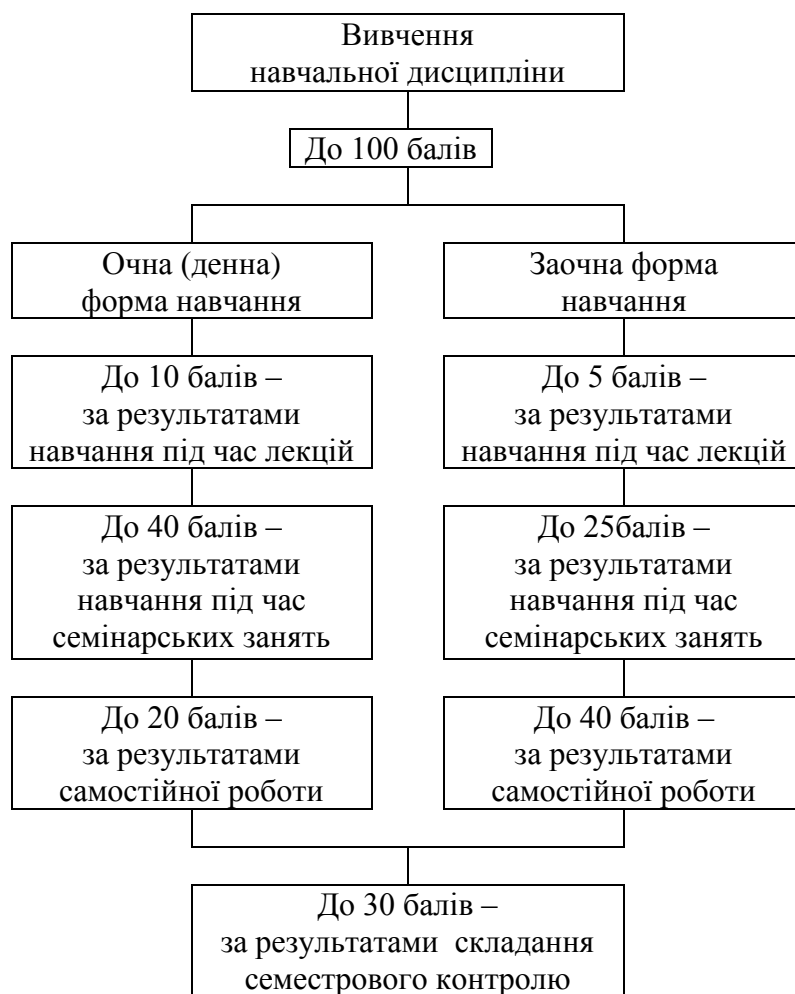 Вивчення
навчальної дисципліни
До 100 балів
Очна (денна)
форма навчання
Заочна форма
навчання
До 10 балів –
за результатами
навчання під час лекцій
До 5 балів –
за результатами
навчання під час лекцій
До 40 балів –
за результатами
навчання під час
семінарських занять
До 25балів –
за результатами
навчання під час
семінарських занять
До 20 балів –
за результатами
самостійної роботи
До 40 балів –
за результатами
самостійної роботи
До 30 балів –
за результатами складання
семестрового контролю